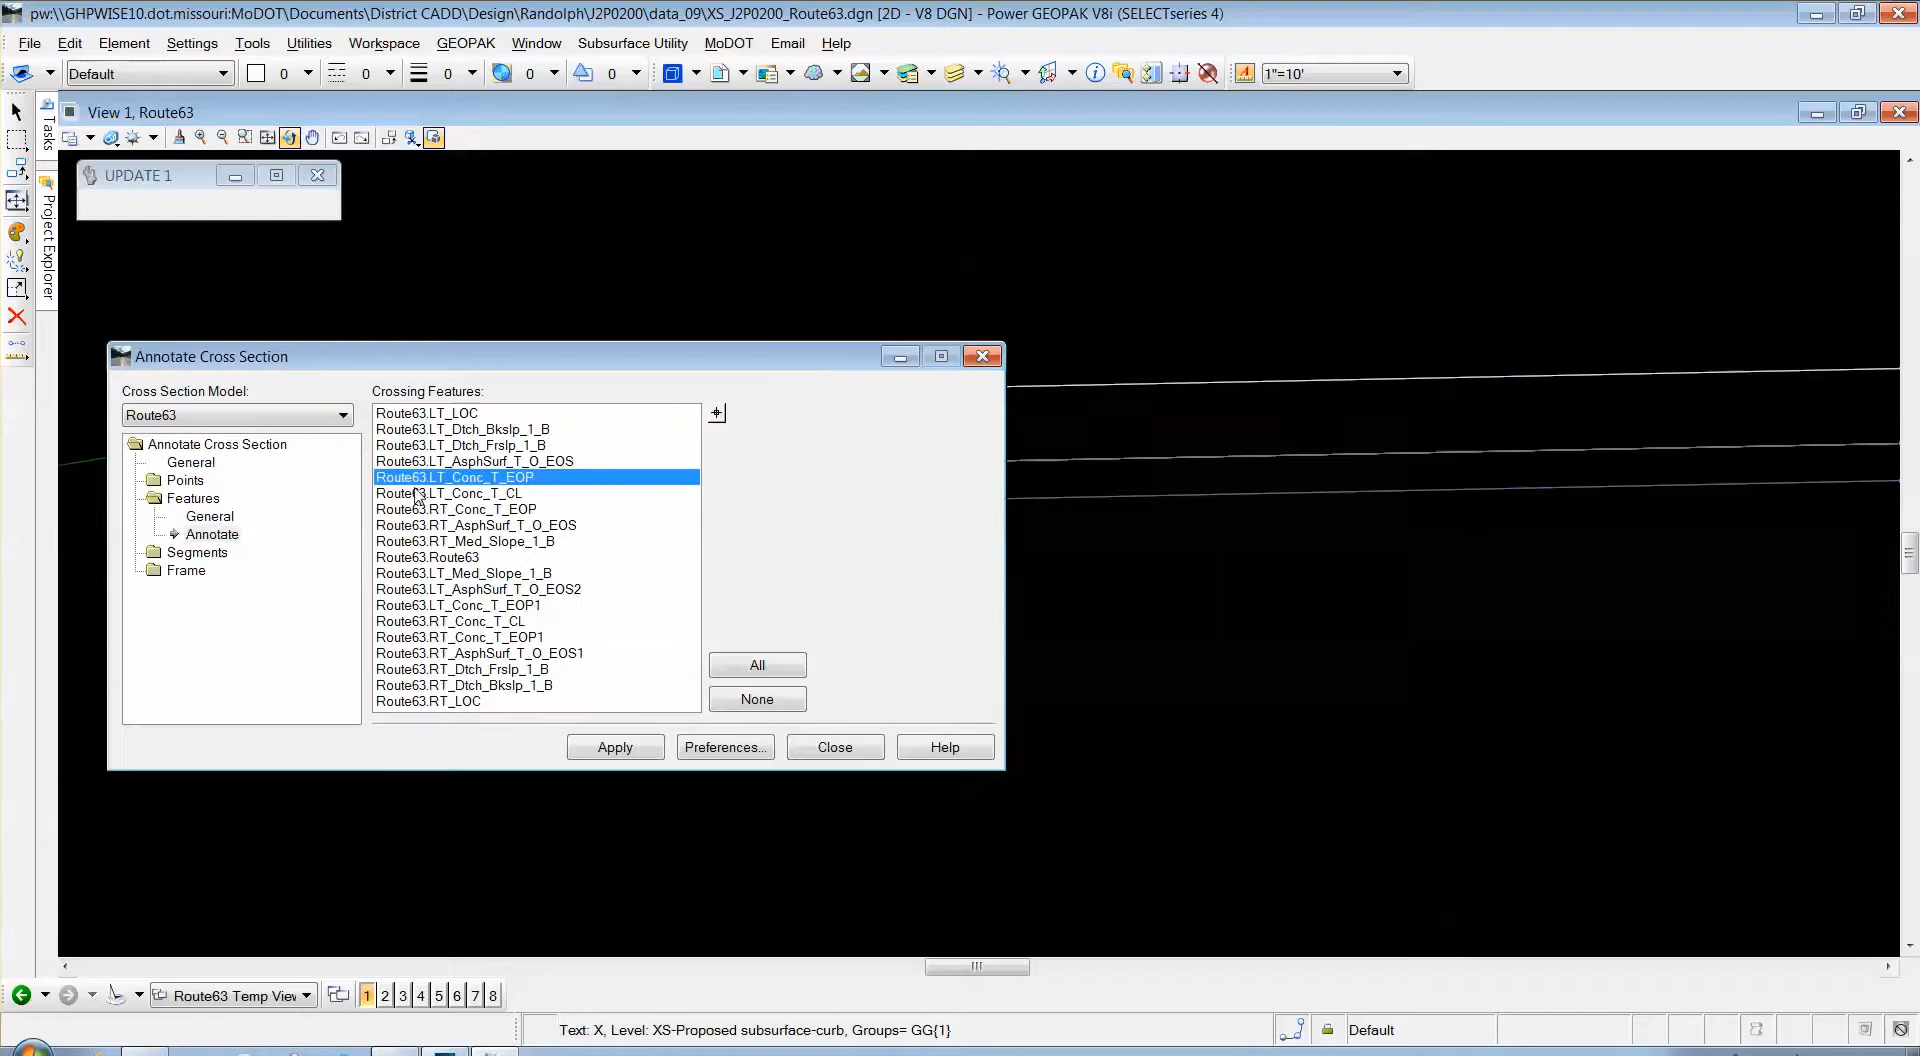 pw:\\GHPWISE10.dot.missouri:MoDOT\Documents\District CADD\Design\Randolph\J2P0200\data_09\XS_J2P0200_Route63.dgn [2D - V8 DGN] - Power GEOPAK V8i (SELECTseries 4)
File Edit Element Settings Tools Utilities Workspace GEOPAK Window Subsurface Utility MoDOT Email Help
Default 0 0 0 0 0 1"=10'
Tasks
Project Explorer
View 1, Route63
UPDATE 1
Annotate Cross Section
Cross Section Model:
Route63
Annotate Cross Section
General
Points
Features
General
Annotate
Segments
Frame
Crossing Features:
Route63.LT_LOC
Route63.LT_Dtch_Bkslp_1_B
Route63.LT_Dtch_Frslp_1_B
Route63.LT_AsphSurf_T_O_EOS
Route63.LT_Conc_T_EOP
Route63.LT_Conc_T_CL
Route63.RT_Conc_T_EOP
Route63.RT_AsphSurf_T_O_EOS
Route63.RT_Med_Slope_1_B
Route63.Route63
Route63.LT_Med_Slope_1_B
Route63.LT_AsphSurf_T_O_EOS2
Route63.LT_Conc_T_EOP1
Route63.RT_Conc_T_CL
Route63.RT_Conc_T_EOP1
Route63.RT_AsphSurf_T_O_EOS1
Route63.RT_Dtch_Frslp_1_B
Route63.RT_Dtch_Bkslp_1_B
Route63.RT_LOC
All
None
Apply Preferences... Close Help
Route63 Temp Viev 1 2 3 4 5 6 7 8
Text: X, Level: XS-Proposed subsurface-curb, Groups= GG{1} Default